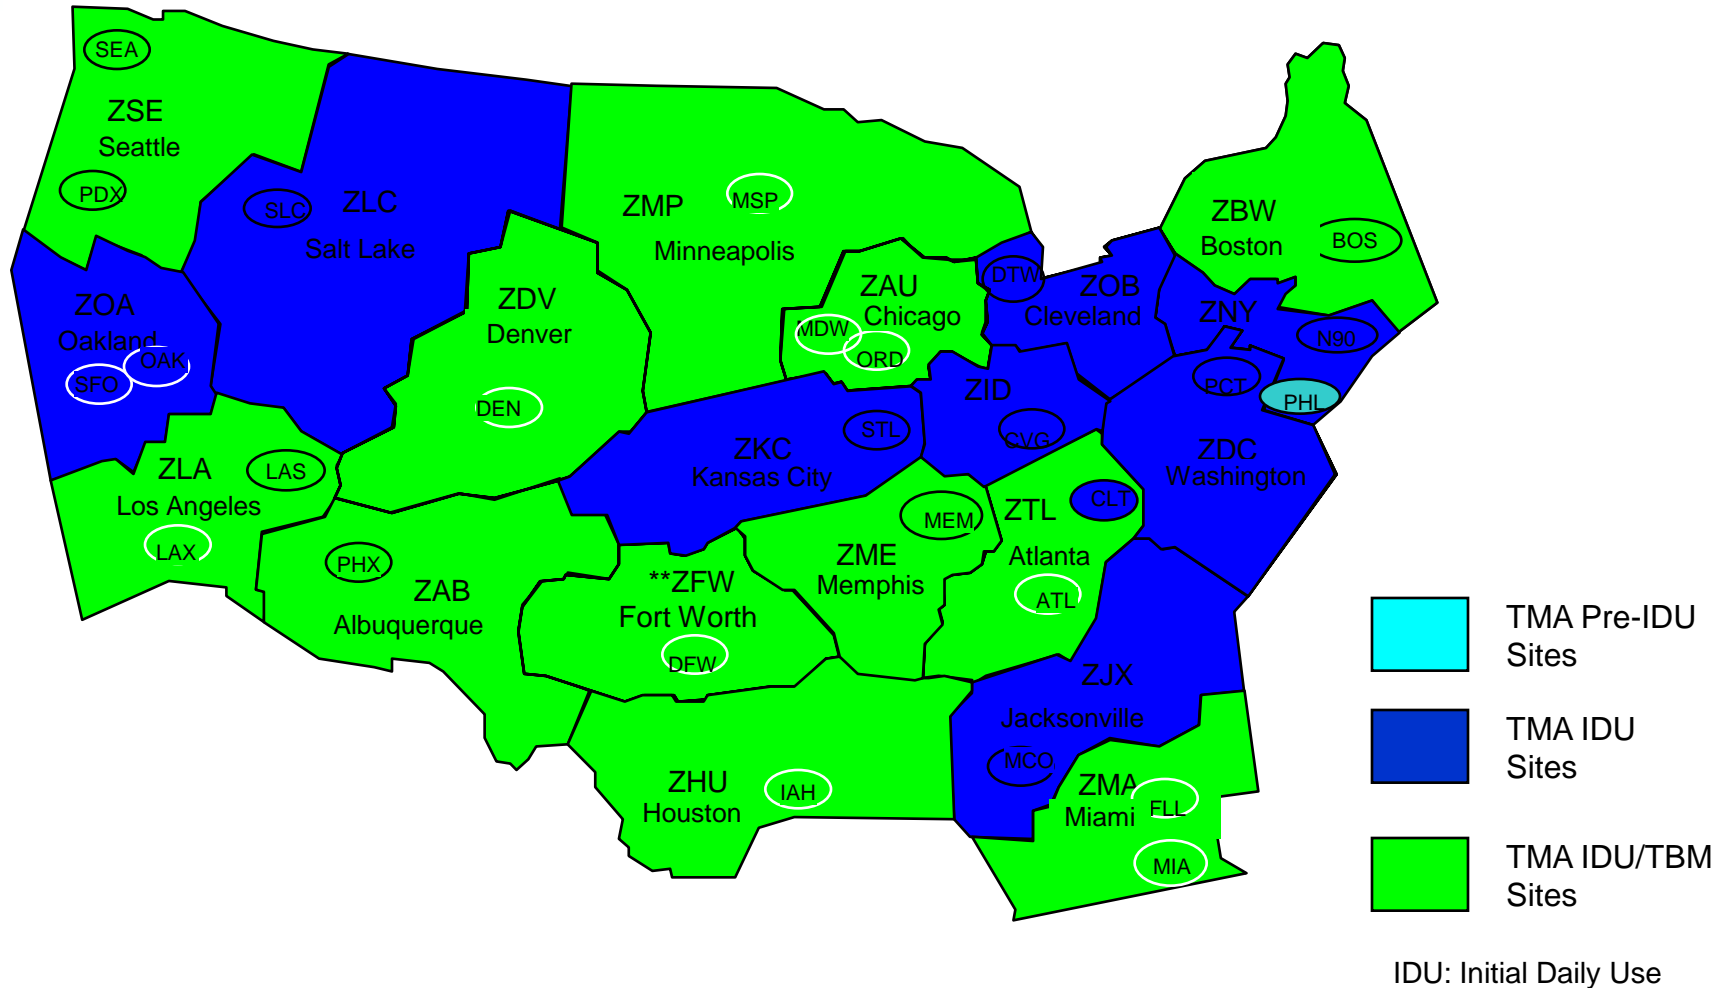 SEA
ZSE
Seattle
PDX
SLC
ZLC
Salt Lake
ZMP
MSP
Minneapolis
ZBW
Boston
BOS
ZOA
Oakland
OAK
SFO
ZDV
Denver
DEN
ZAU
Chicago
MDW
ORD
DTW
ZOB
Cleveland
ZNY
N90
PCT
PHL
ZID
CVG
ZKC
Kansas City
STL
ZDC
Washington
ZLA
LAS
Los Angeles
LAX
PHX
ZAB
Albuquerque
**ZFW
Fort Worth
DFW
MEM
ZME
Memphis
ZTL
CLT
Atlanta
ATL
ZJX
Jacksonville
MCO
ZHU
Houston
IAH
ZMA
Miami
FLL
MIA
TMA Pre-IDU
Sites
TMA IDU
Sites
TMA IDU/TBM
Sites
IDU: Initial Daily Use